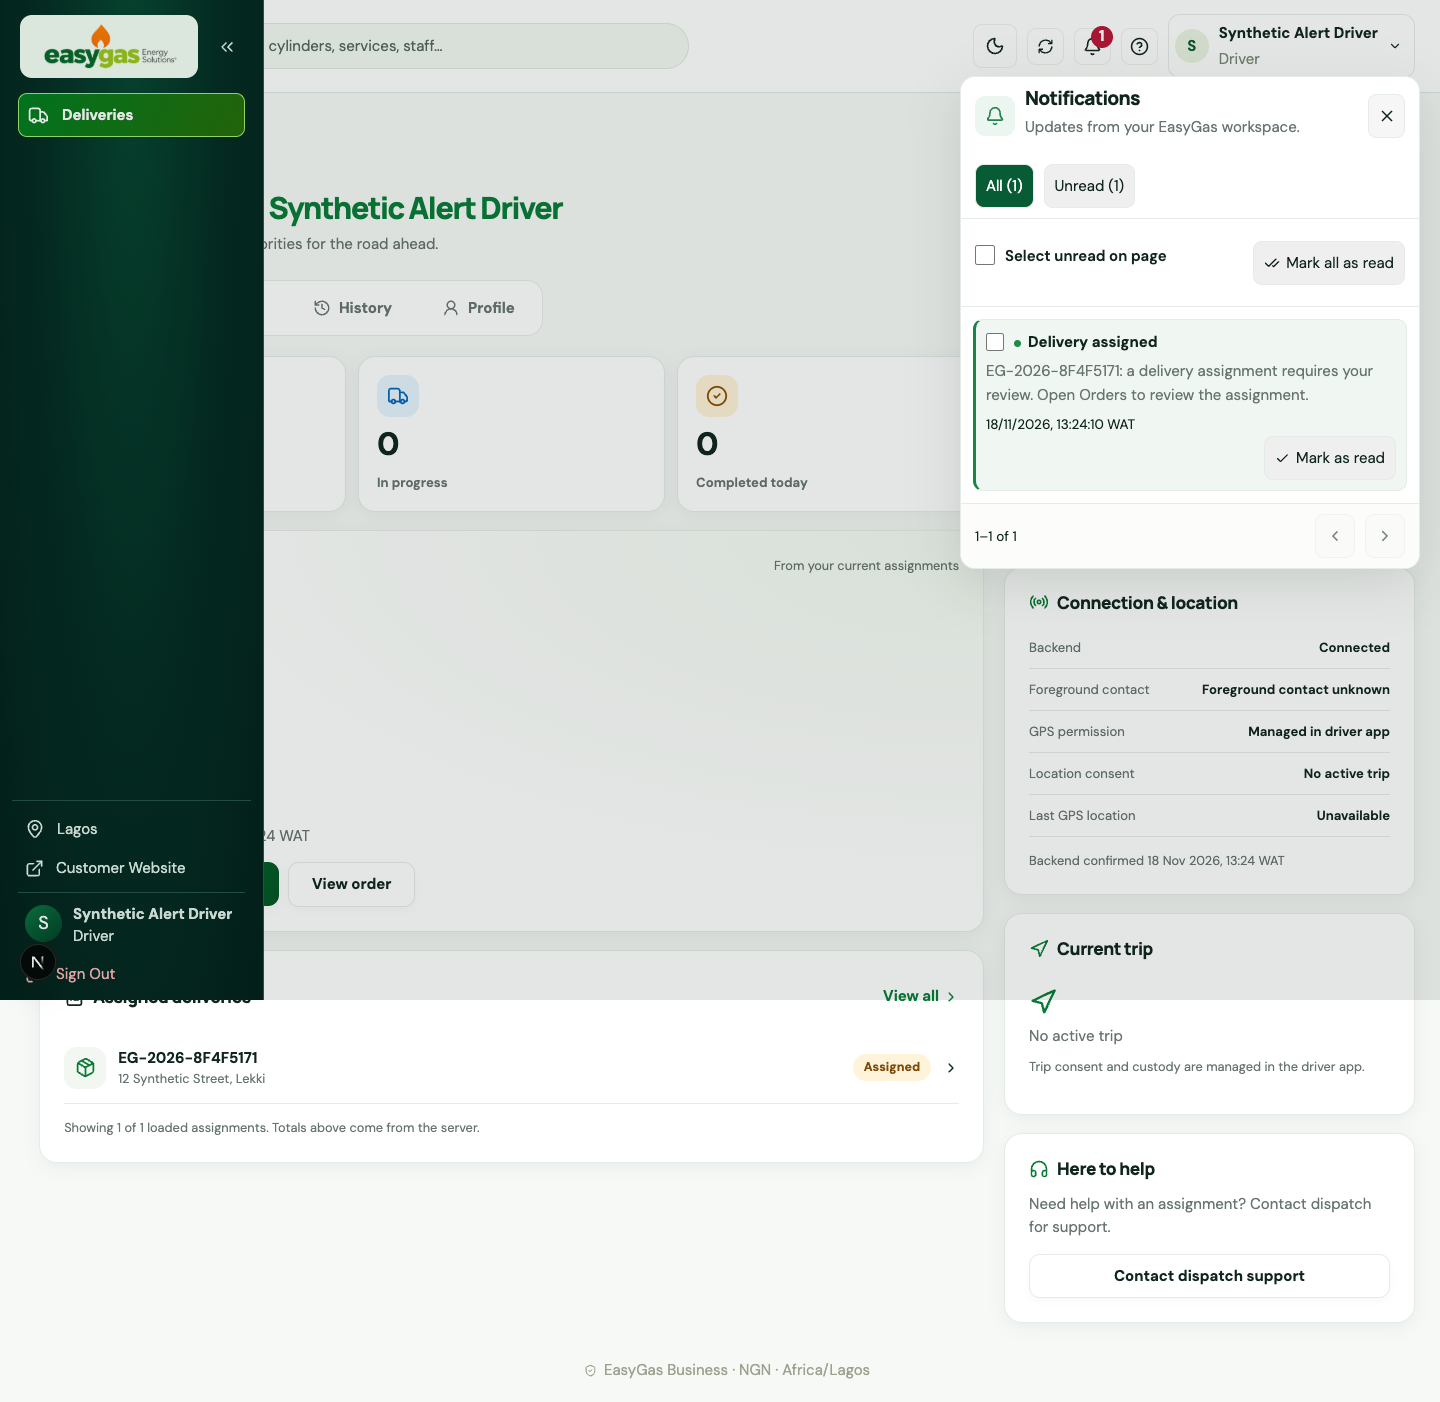 easygas Energy Solutions
Deliveries
Lagos
Customer Website
S
Synthetic Alert Driver
Driver
N
Sign Out
cylinders, services, staff...
1
S
Synthetic Alert Driver
Driver
Synthetic Alert Driver
for the road ahead.
History
Profile
0
In progress
0
Completed today
From your current assignments
WAT
View order
View all
EG-2026-8F4F5171
12 Synthetic Street, Lekki
Assigned
Showing 1 of 1 loaded assignments. Totals above come from the server.
Notifications
Updates from your EasyGas workspace.
All (1)
Unread (1)
Select unread on page
Mark all as read
Delivery assigned
EG-2026-8F4F5171: a delivery assignment requires your
review. Open Orders to review the assignment.
18/11/2026, 13:24:10 WAT
Mark as read
1–1 of 1
Connection & location
Backend Connected
Foreground contact Foreground contact unknown
GPS permission Managed in driver app
Location consent No active trip
Last GPS location Unavailable
Backend confirmed 18 Nov 2026, 13:24 WAT
Current trip
No active trip
Trip consent and custody are managed in the driver app.
Here to help
Need help with an assignment? Contact dispatch
for support.
Contact dispatch support
EasyGas Business · NGN · Africa/Lagos